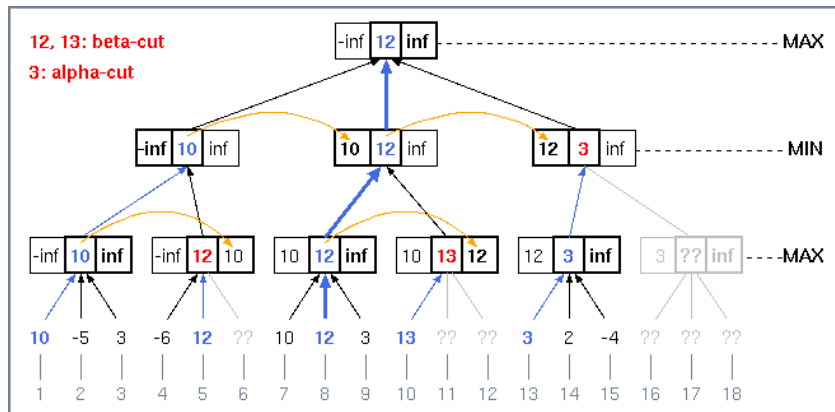 -inf 12 inf MAX
12, 13: beta-cut
3: alpha-cut
-inf 10 inf 10 12 inf 12 3 inf MIN
-inf 10 inf -inf 12 10 10 12 inf 10 13 12 12 3 inf 3 ?? inf MAX
10 -5 3 -6 12 ?? 10 12 3 13 ?? ?? 3 2 -4 ?? ?? ??
1 2 3 4 5 6 7 8 9 10 11 12 13 14 15 16 17 18